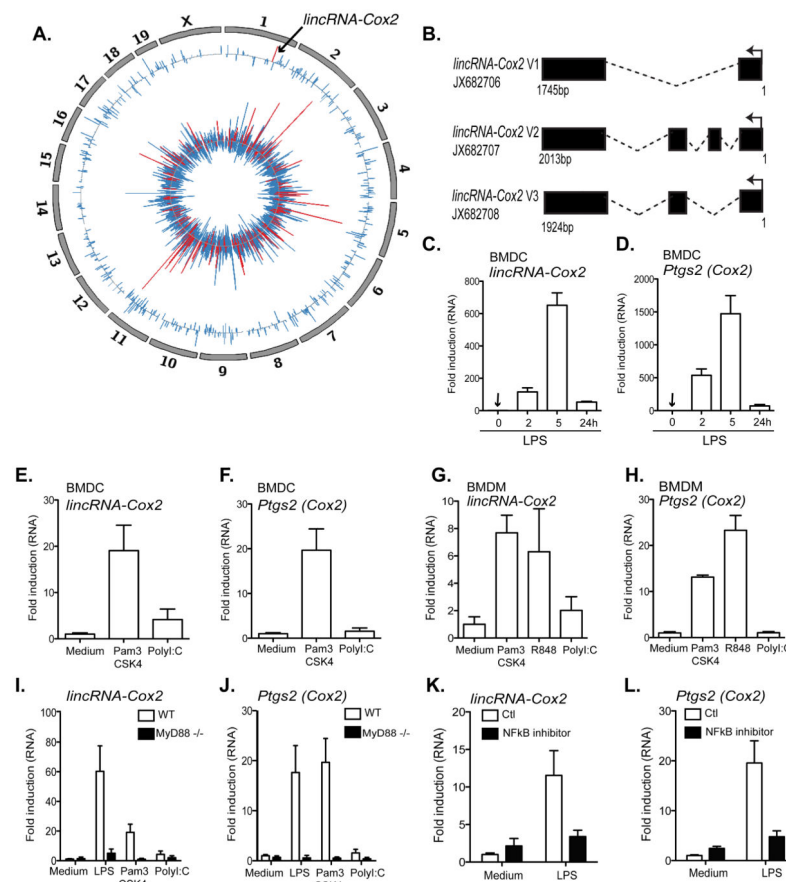 A.
lincRNA-Cox2
X
1
2
3
4
5
6
7
8
9
10
11
12
13
14
15
16
17
18
19
B.
lincRNA-Cox2 V1
JX682706
1745bp
1
lincRNA-Cox2 V2
JX682707
2013bp
1
lincRNA-Cox2 V3
JX682708
1924bp
1
C.
BMDC
lincRNA-Cox2
Fold induction (RNA)
800
600
400
200
0
0 2 5 24h
LPS
D.
BMDC
Ptgs2 (Cox2)
Fold induction (RNA)
2000
1500
1000
500
0
0 2 5 24h
LPS
E.
BMDC
lincRNA-Cox2
Fold induction (RNA)
30
20
10
0
Medium Pam3 PolyI:C
CSK4
F.
BMDC
Ptgs2 (Cox2)
Fold induction (RNA)
30
20
10
0
Medium Pam3 PolyI:C
CSK4
G.
BMDM
lincRNA-Cox2
Fold induction (RNA)
10
8
6
4
2
0
Medium Pam3 R848 PolyI:C
CSK4
H.
BMDM
Ptgs2 (Cox2)
Fold induction (RNA)
30
20
10
0
Medium Pam3 R848 PolyI:C
CSK4
I.
lincRNA-Cox2
WT
MyD88 -/-
Fold induction (RNA)
100
80
60
40
20
0
Medium LPS Pam3 PolyI:C
J.
Ptgs2 (Cox2)
WT
MyD88 -/-
Fold induction (RNA)
30
20
10
0
Medium LPS Pam3 PolyI:C
K.
lincRNA-Cox2
Ctl
NFkB inhibitor
Fold induction (RNA)
20
15
10
5
0
Medium LPS
L.
Ptgs2 (Cox2)
Ctl
NFkB inhibitor
Fold induction (RNA)
30
20
10
0
Medium LPS